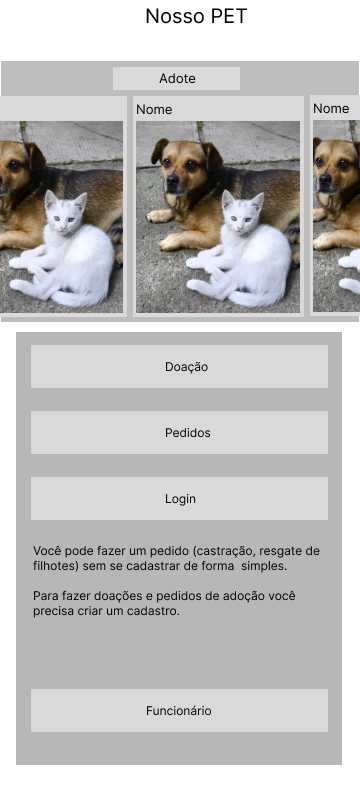 Nosso PET
Adote
Nome
Nome
Doação
Pedidos
Login
Você pode fazer um pedido (castração, resgate de
filhotes) sem se cadastrar de forma  simples.
Para fazer doações e pedidos de adoção você
precisa criar um cadastro.
Funcionário